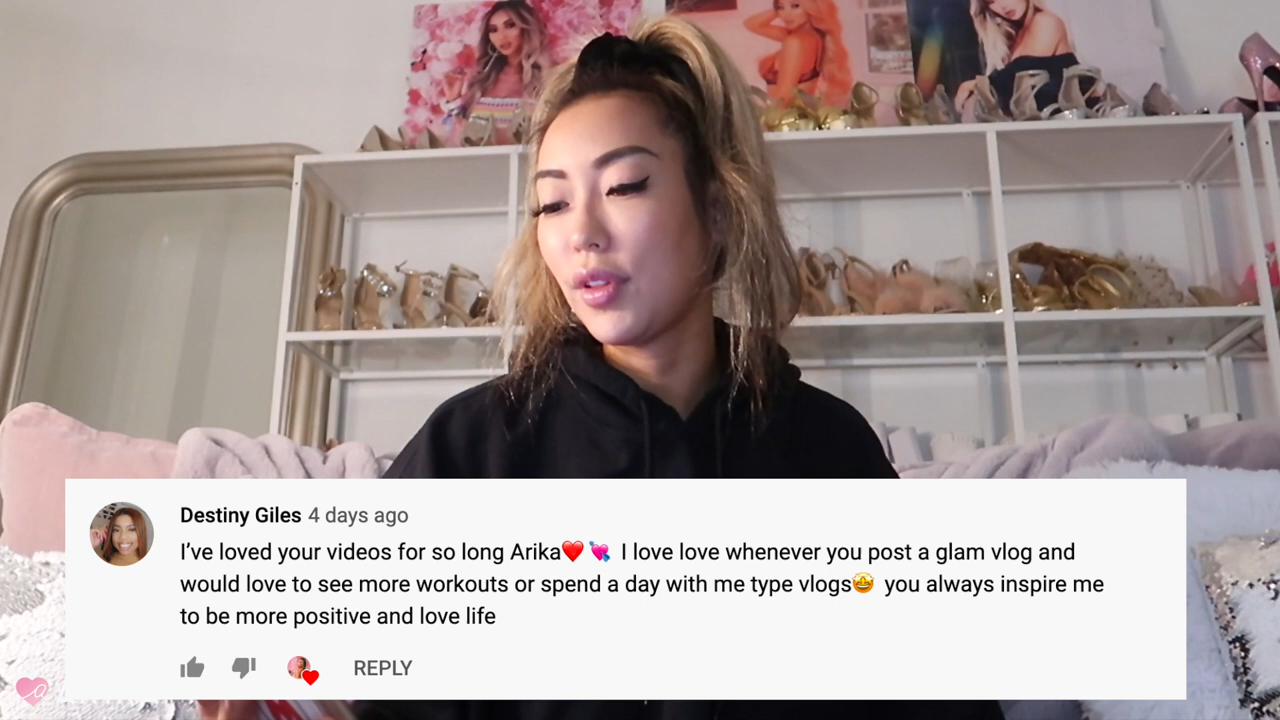 Destiny Giles 4 days ago
I’ve loved your videos for so long Arika❤️💘 I love love whenever you post a glam vlog and
would love to see more workouts or spend a day with me type vlogs🤩 you always inspire me
to be more positive and love life
REPLY
a